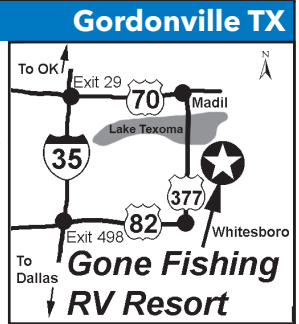 Gordonville TX
N
To OK
Exit 29
70
Madil
Lake Texoma
35
377
82
Exit 498
Whitesboro
To
Dallas
Gone Fishing
RV Resort